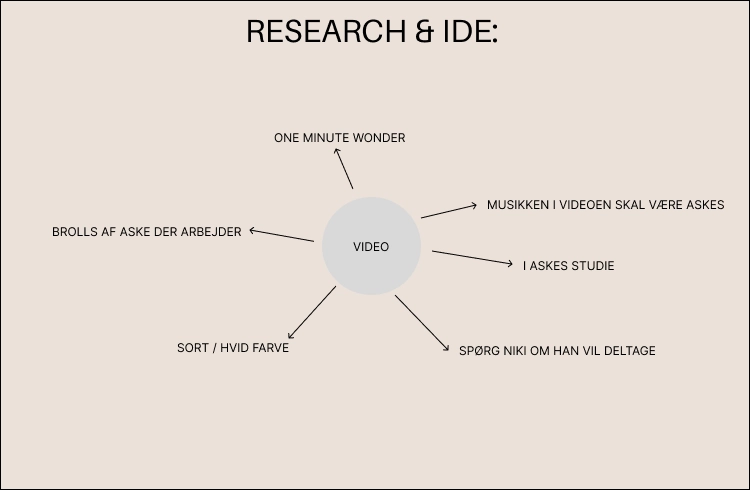 RESEARCH & IDE:
ONE MINUTE WONDER
MUSIKKEN I VIDEOEN SKAL VÆRE ASKES
BROLLS AF ASKE DER ARBEJDER
VIDEO
I ASKES STUDIE
SORT / HVID FARVE
SPØRG NIKI OM HAN VIL DELTAGE